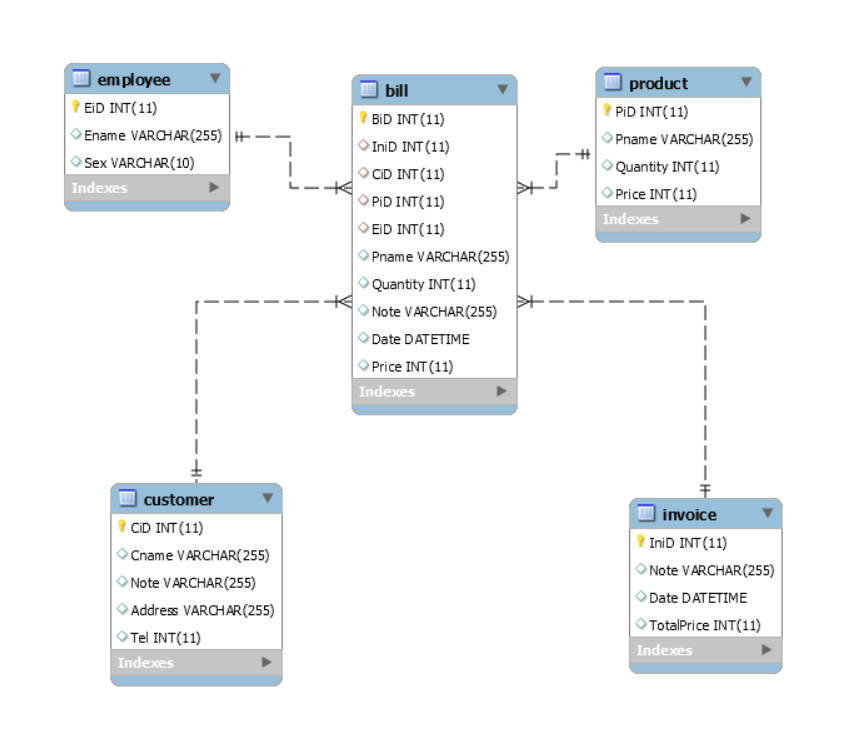 employee
EiD INT(11)
Ename VARCHAR(255)
Sex VARCHAR(10)
Indexes
bill
BiD INT(11)
IniD INT(11)
CiD INT(11)
PiD INT(11)
EiD INT(11)
Pname VARCHAR(255)
Quantity INT(11)
Note VARCHAR(255)
Date DATETIME
Price INT(11)
Indexes
product
PiD INT(11)
Pname VARCHAR(255)
Quantity INT(11)
Price INT(11)
Indexes
customer
CiD INT(11)
Cname VARCHAR(255)
Note VARCHAR(255)
Address VARCHAR(255)
Tel INT(11)
Indexes
invoice
IniD INT(11)
Note VARCHAR(255)
Date DATETIME
TotalPrice INT(11)
Indexes